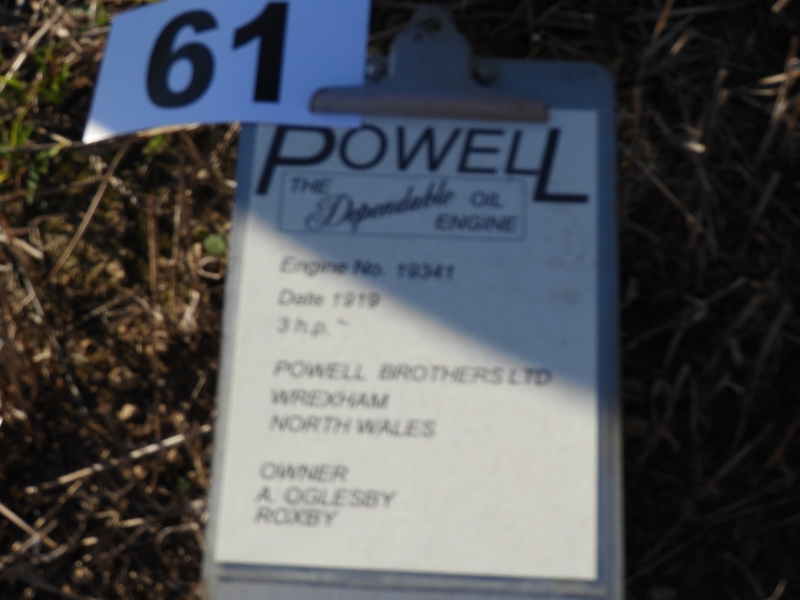 61
POWELL
THE
Dependable OIL
ENGINE
Engine No. 19341
Date 1919
3 h.p.
POWELL BROTHERS LTD
WREXHAM
NORTH WALES
OWNER
A. OGLESBY
ROXBY